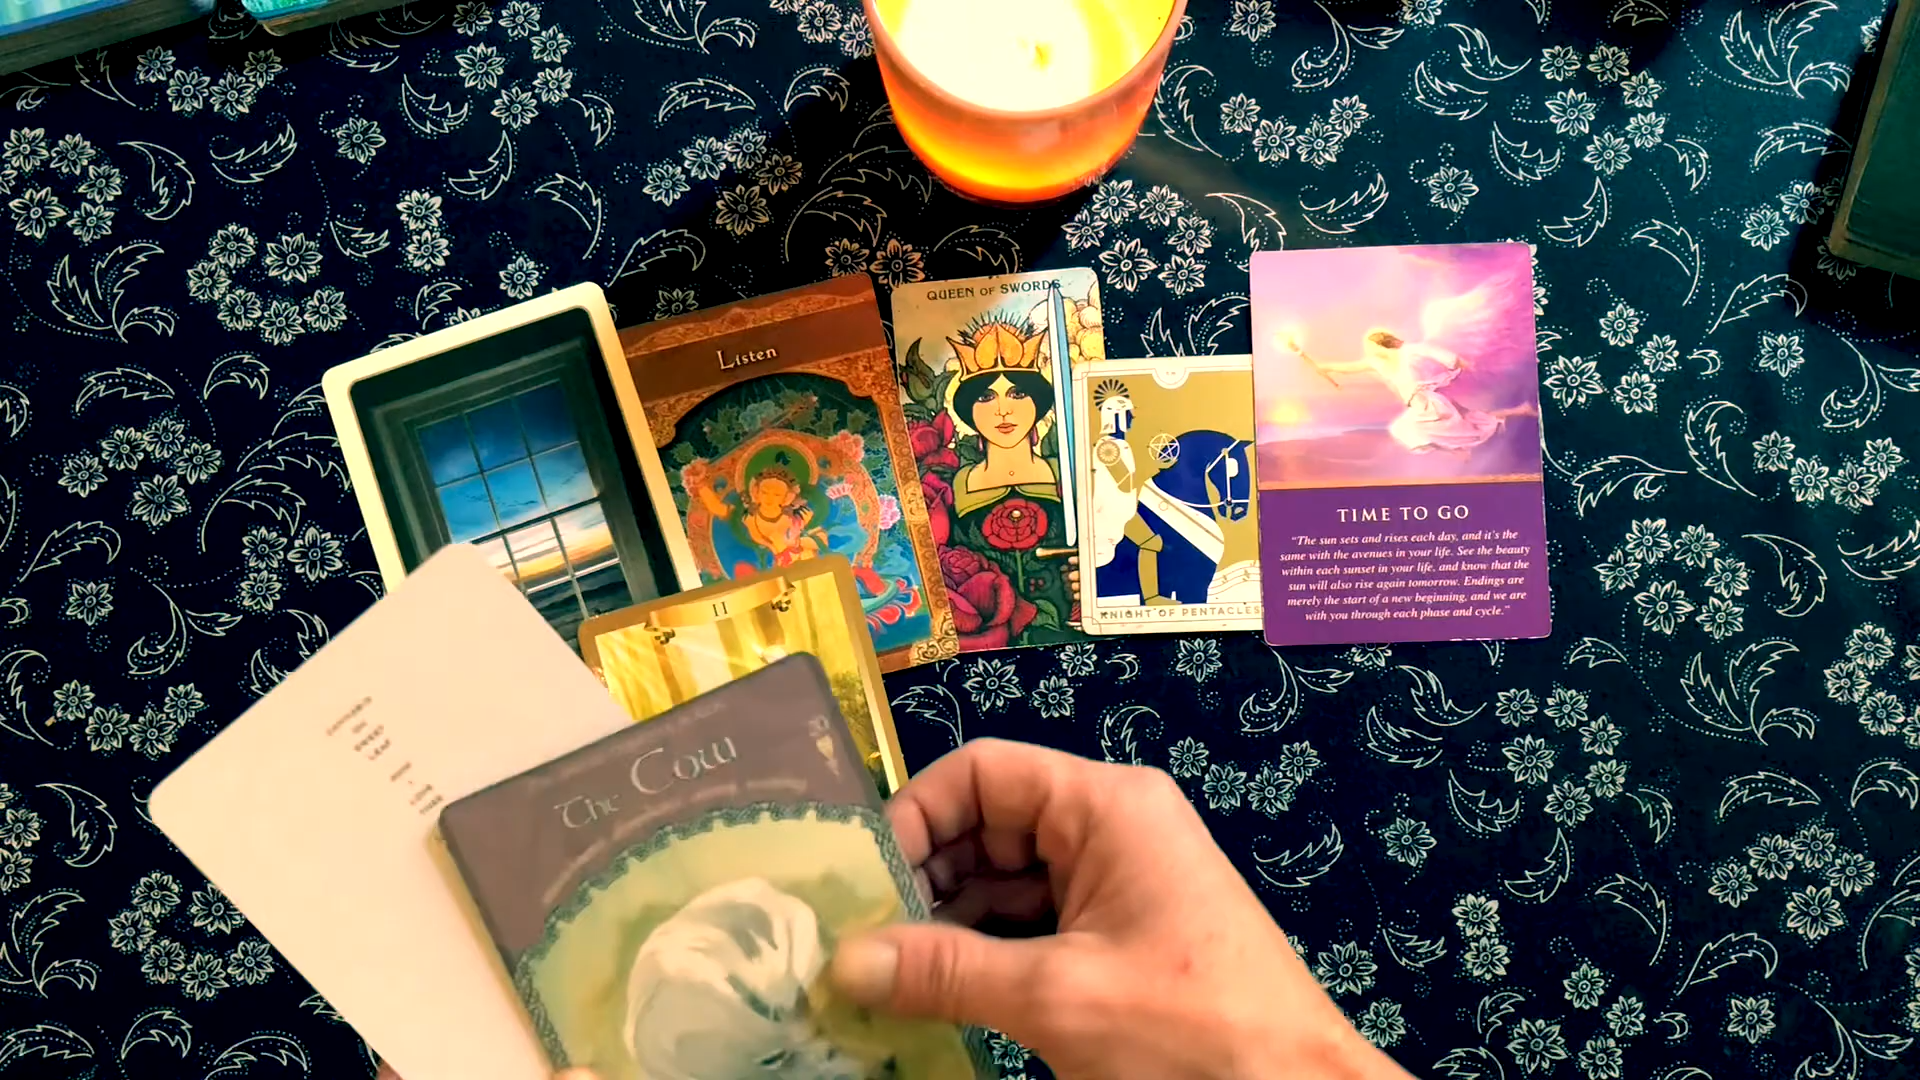 Listen
QUEEN OF SWORDS
KNIGHT OF PENTACLES
TIME TO GO
"The sun sets and rises each day, and it's the
same with the avenues in your life. See the beauty
within each sunset in your life, and know that the
sun will also rise again tomorrow. Endings are
merely the start of a new beginning, and we are
with you through each phase and cycle."
II
The Cow
20